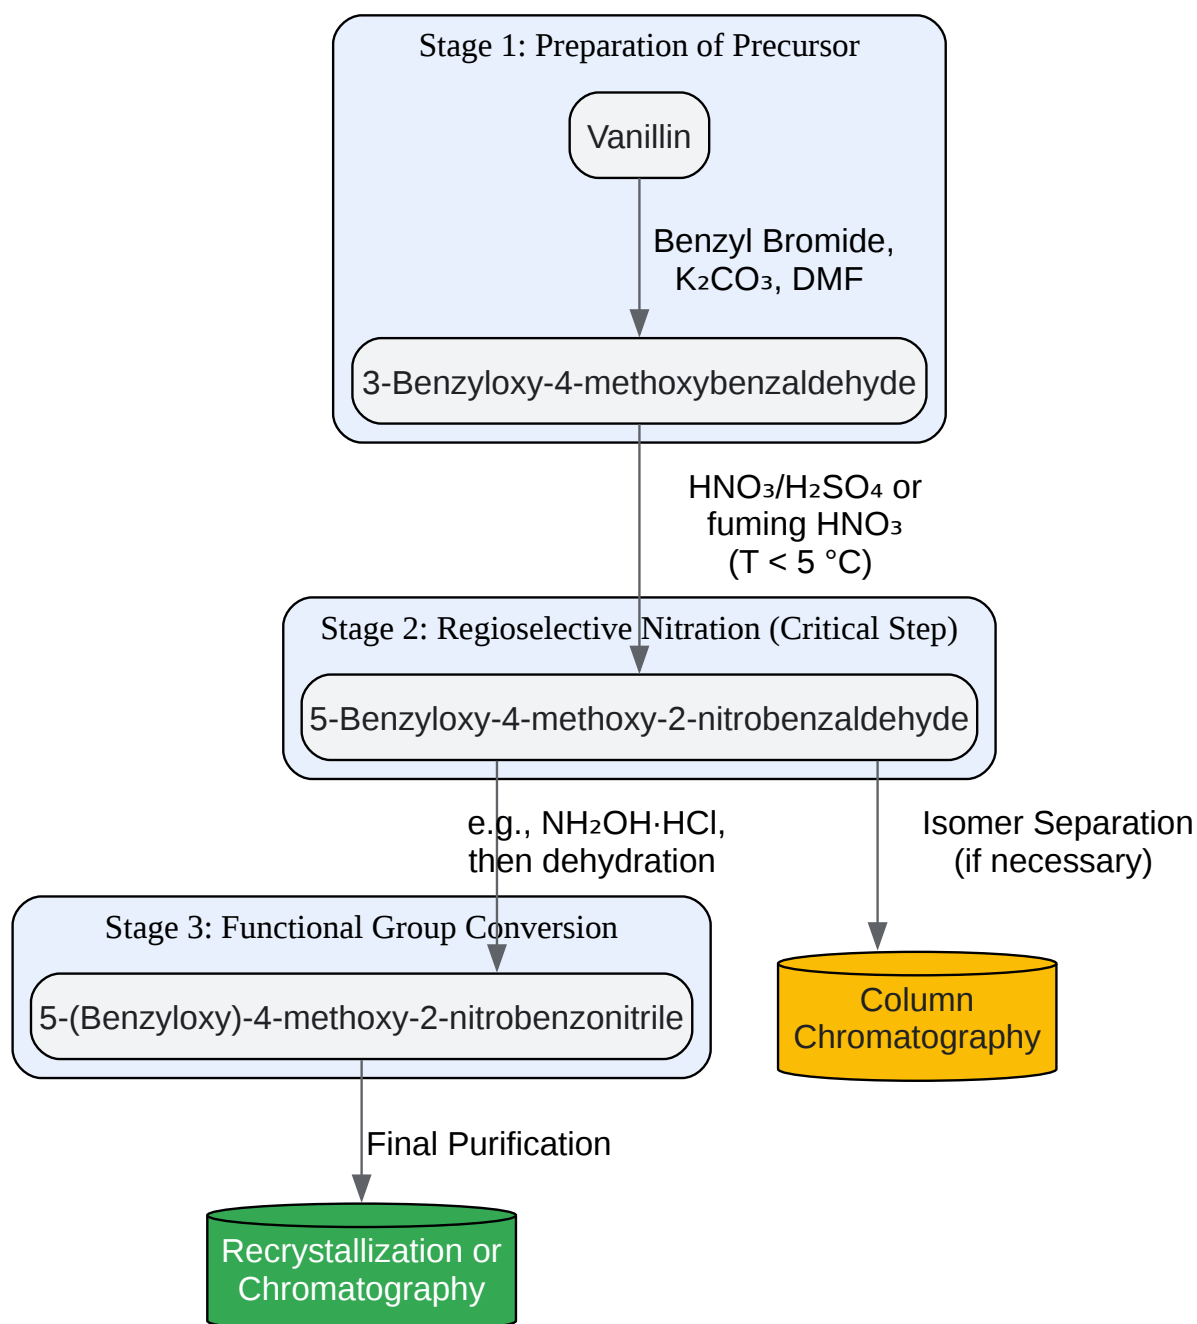 Stage 1: Preparation of Precursor
Vanillin
Benzyl Bromide,
K₂CO₃, DMF
3-Benzyloxy-4-methoxybenzaldehyde
HNO₃/H₂SO₄ or
fuming HNO₃
(T < 5 °C)
Stage 2: Regioselective Nitration (Critical Step)
5-Benzyloxy-4-methoxy-2-nitrobenzaldehyde
e.g., NH₂OH·HCl,
then dehydration
Isomer Separation
(if necessary)
Stage 3: Functional Group Conversion
5-(Benzyloxy)-4-methoxy-2-nitrobenzonitrile
Column
Chromatography
Final Purification
Recrystallization or
Chromatography